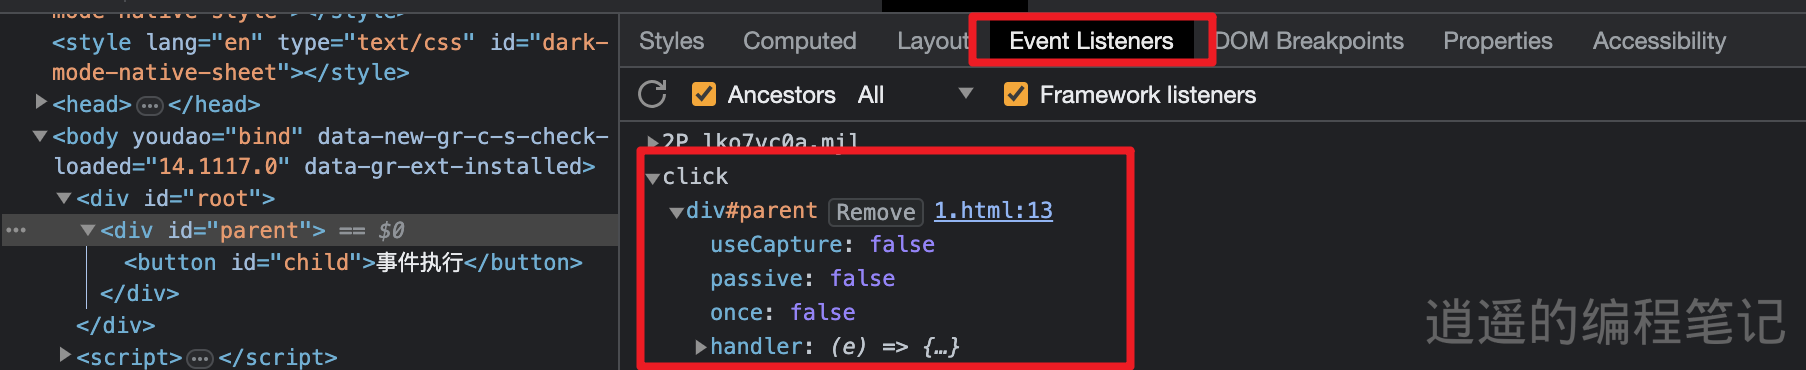 mode-native-style"></style>
<style lang="en" type="text/css" id="dark-
mode-native-sheet"></style>
<head>…</head>
<body youdao="bind" data-new-gr-c-s-check-
loaded="14.1117.0" data-gr-ext-installed>
<div id="root">
… <div id="parent"> == $0
<button id="child">事件执行</button>
</div>
</div>
<script>…</script>
Styles Computed Layout Event Listeners DOM Breakpoints Properties Accessibility
Ancestors All Framework listeners
click
div#parent Remove 1.html:13
useCapture: false
passive: false
once: false
handler: (e) => {…}
逍遥的编程笔记